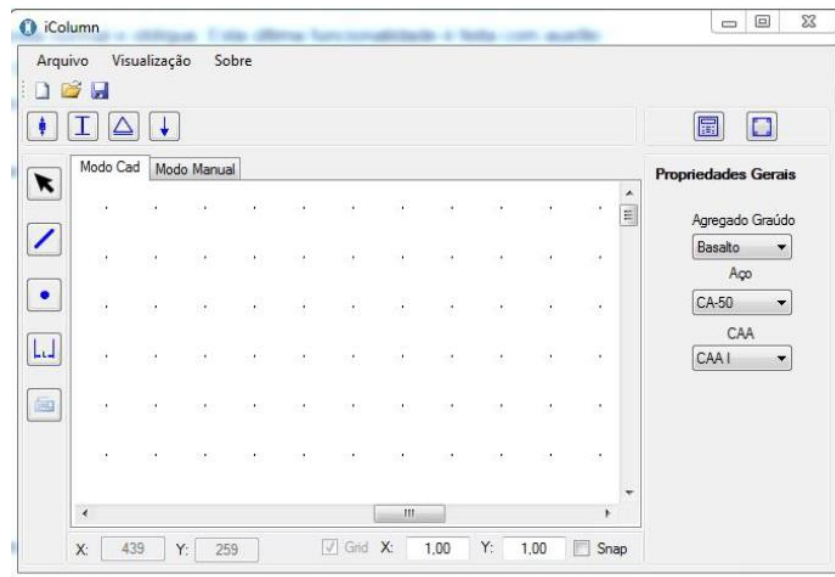 iColumn
Arquivo Visualização Sobre
Modo Cad Modo Manual
Propriedades Gerais
Agregado Graúdo
Basalto
Aço
CA-50
CAA
CAA I
X: 439 Y: 259 Grid X: 1,00 Y: 1,00 Snap